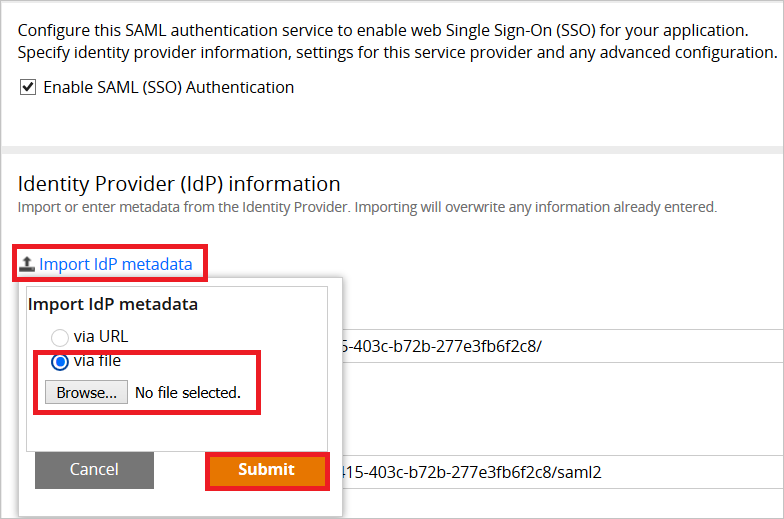 Configure this SAML authentication service to enable web Single Sign-On (SSO) for your application.
Specify identity provider information, settings for this service provider and any advanced configuration.
Enable SAML (SSO) Authentication
Identity Provider (IdP) information
Import or enter metadata from the Identity Provider. Importing will overwrite any information already entered.
Import IdP metadata
Import IdP metadata
via URL
5-403c-b72b-277e3fb6f2c8/
via file
Browse... No file selected.
Cancel Submit
415-403c-b72b-277e3fb6f2c8/saml2